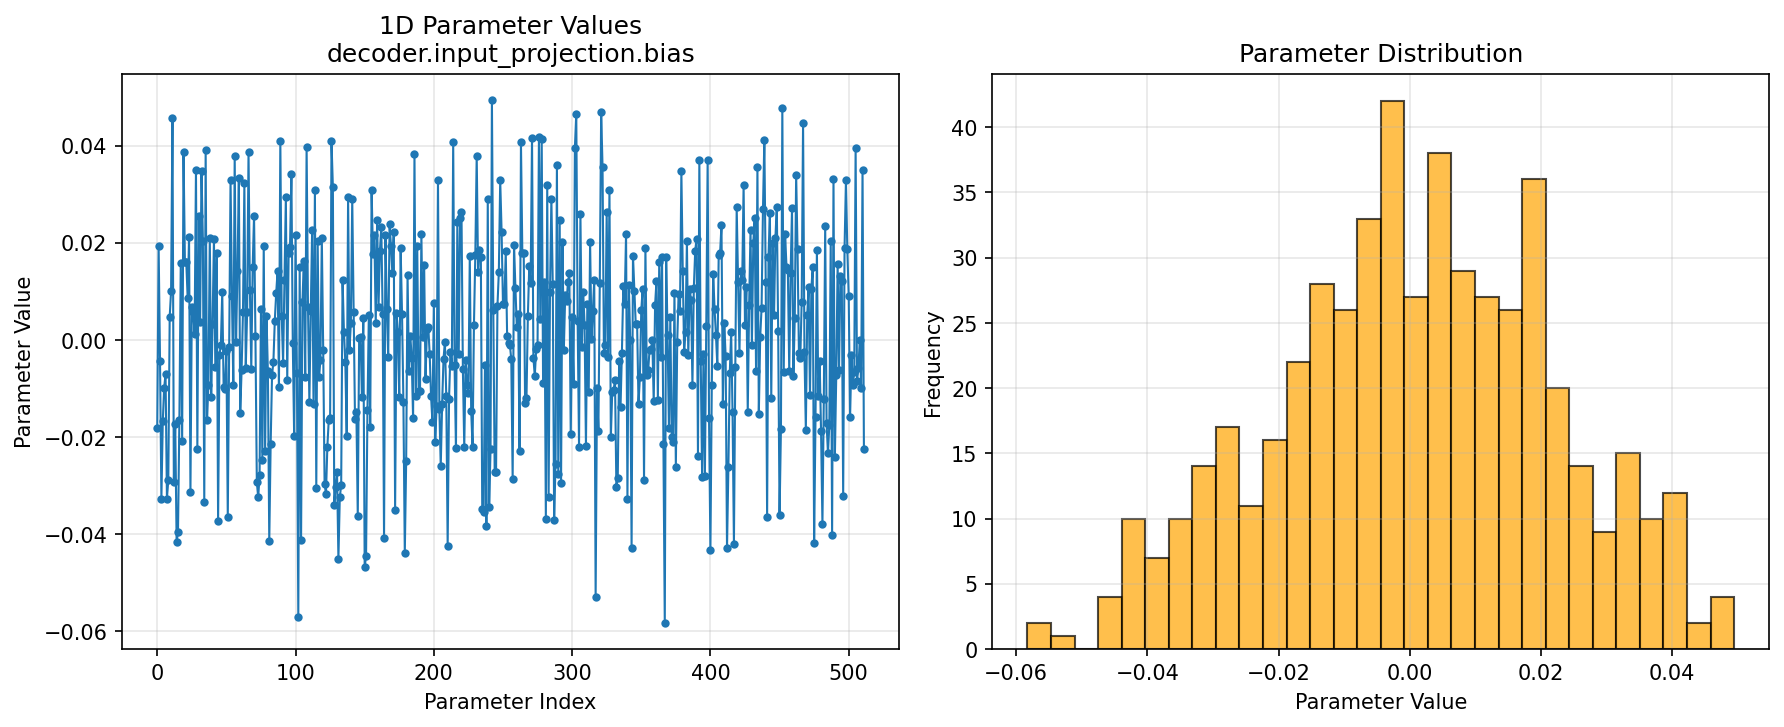 1D Parameter Values
decoder.input_projection.bias
Parameter Value
0.04
0.02
0.00
−0.02
−0.04
−0.06
0 100 200 300 400 500
Parameter Index
Parameter Distribution
Frequency
40
35
30
25
20
15
10
5
0
−0.06 −0.04 −0.02 0.00 0.02 0.04
Parameter Value